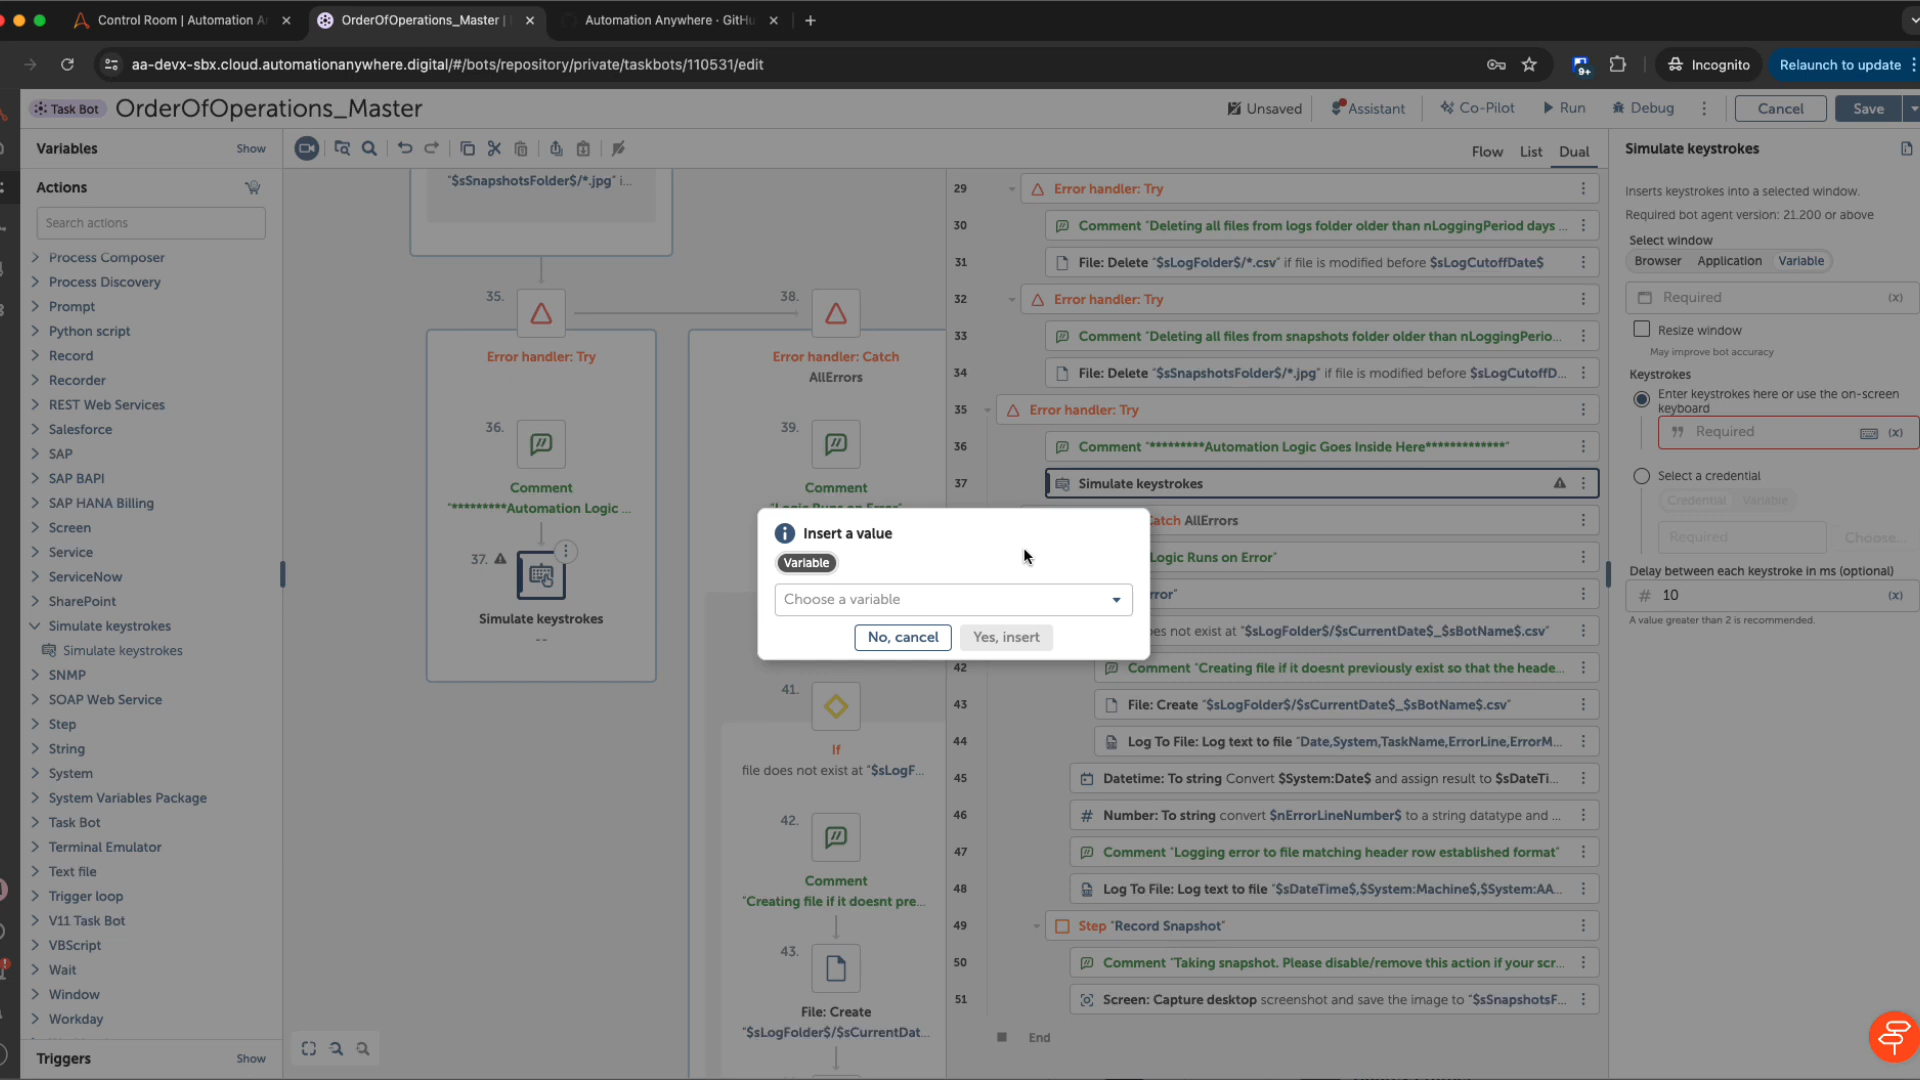 Control Room | Automation A
OrderOfOperations_Master |
Automation Anywhere · GitHu
aa-devx-sbx.cloud.automationanywhere.digital/#/bots/repository/private/taskbots/110531/edit
9+
Incognito
Relaunch to update
Task Bot
OrderOfOperations_Master
Unsaved
Assistant
Co-Pilot
Run
Debug
Cancel
Save
Variables
Show
Actions
Search actions
Process Composer
Process Discovery
Prompt
Python script
Record
Recorder
REST Web Services
Salesforce
SAP
SAP BAPI
SAP HANA Billing
Screen
Service
ServiceNow
SharePoint
Simulate keystrokes
Simulate keystrokes
SNMP
SOAP Web Service
Step
String
System
System Variables Package
Task Bot
Terminal Emulator
Text file
Trigger loop
V11 Task Bot
VBScript
Wait
Window
Workday
Triggers
Show
Flow
List
Dual
"$sSnapshotsFolder$/*.jpg" i...
35.
Error handler: Try
36.
Comment
"*********Automation Logic ...
37.
Simulate keystrokes
--
38.
Error handler: Catch
AllErrors
39.
Comment
41.
If
file does not exist at "$sLogF...
42.
Comment
"Creating file if it doesnt pre...
43.
File: Create
"$sLogFolder$/$sCurrentDat...
29 Error handler: Try
30 Comment "Deleting all files from logs folder older than nLoggingPeriod days ...
31 File: Delete "$sLogFolder$/*.csv" if file is modified before $sLogCutoffDate$
32 Error handler: Try
33 Comment "Deleting all files from snapshots folder older than nLoggingPerio...
34 File: Delete "$sSnapshotsFolder$/*.jpg" if file is modified before $sLogCutoffD...
35 Error handler: Try
36 Comment "*********Automation Logic Goes Inside Here*************"
37 Simulate keystrokes
atch AllErrors
Logic Runs on Error"
rror"
es not exist at "$sLogFolder$/$sCurrentDate$_$sBotName$.csv"
42 Comment "Creating file if it doesnt previously exist so that the heade...
43 File: Create "$sLogFolder$/$sCurrentDate$_$sBotName$.csv"
44 Log To File: Log text to file "Date,System,TaskName,ErrorLine,ErrorM...
45 Datetime: To string Convert $System:Date$ and assign result to $sDateTi...
46 Number: To string convert $nErrorLineNumber$ to a string datatype and ...
47 Comment "Logging error to file matching header row established format"
48 Log To File: Log text to file "$sDateTime$,$System:Machine$,$System:AA...
49 Step "Record Snapshot"
50 Comment "Taking snapshot. Please disable/remove this action if your scr...
51 Screen: Capture desktop screenshot and save the image to "$sSnapshotsF...
End
Insert a value
Variable
Choose a variable
No, cancel
Yes, insert
Simulate keystrokes
Inserts keystrokes into a selected window.
Required bot agent version: 21.200 or above
Select window
Browser
Application
Variable
Required
(x)
Resize window
May improve bot accuracy
Keystrokes
Enter keystrokes here or use the on-screen
keyboard
Required
(x)
Select a credential
Credential
Variable
Required
Choose...
Delay between each keystroke in ms (optional)
# 10
(x)
A value greater than 2 is recommended.